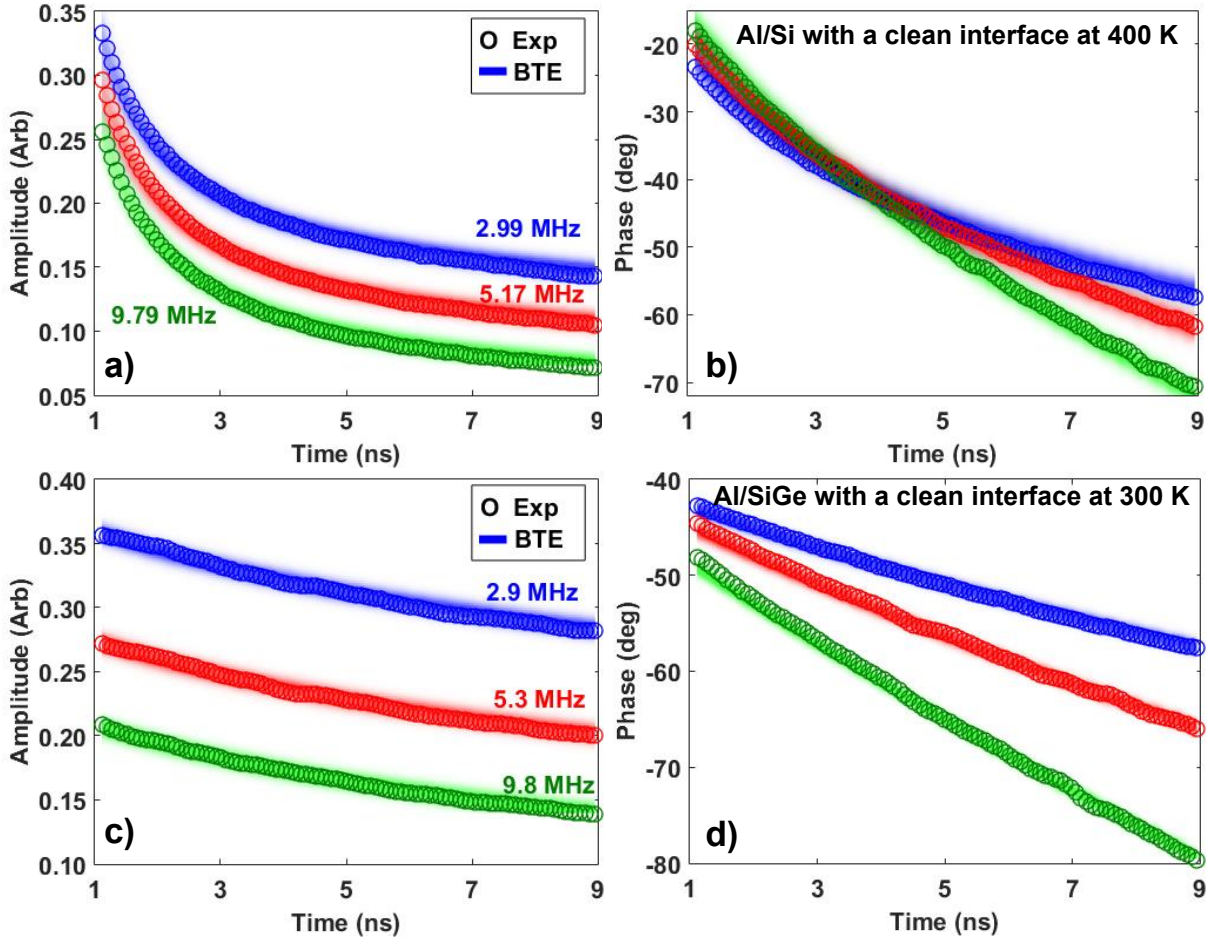 0.35
0.30
0.25
0.20
0.15
0.10
0.05
Amplitude (Arb)
Exp
BTE
2.99 MHz
5.17 MHz
9.79 MHz
a)
1 3 5 7 9
Time (ns)
Al/Si with a clean interface at 400 K
-20
-30
-40
-50
-60
-70
Phase (deg)
b)
1 3 5 7 9
Time (ns)
0.40
0.35
0.30
0.25
0.20
0.15
0.10
Amplitude (Arb)
Exp
BTE
2.9 MHz
5.3 MHz
9.8 MHz
c)
1 3 5 7 9
Time (ns)
Al/SiGe with a clean interface at 300 K
-40
-50
-60
-70
-80
Phase (deg)
d)
1 3 5 7 9
Time (ns)